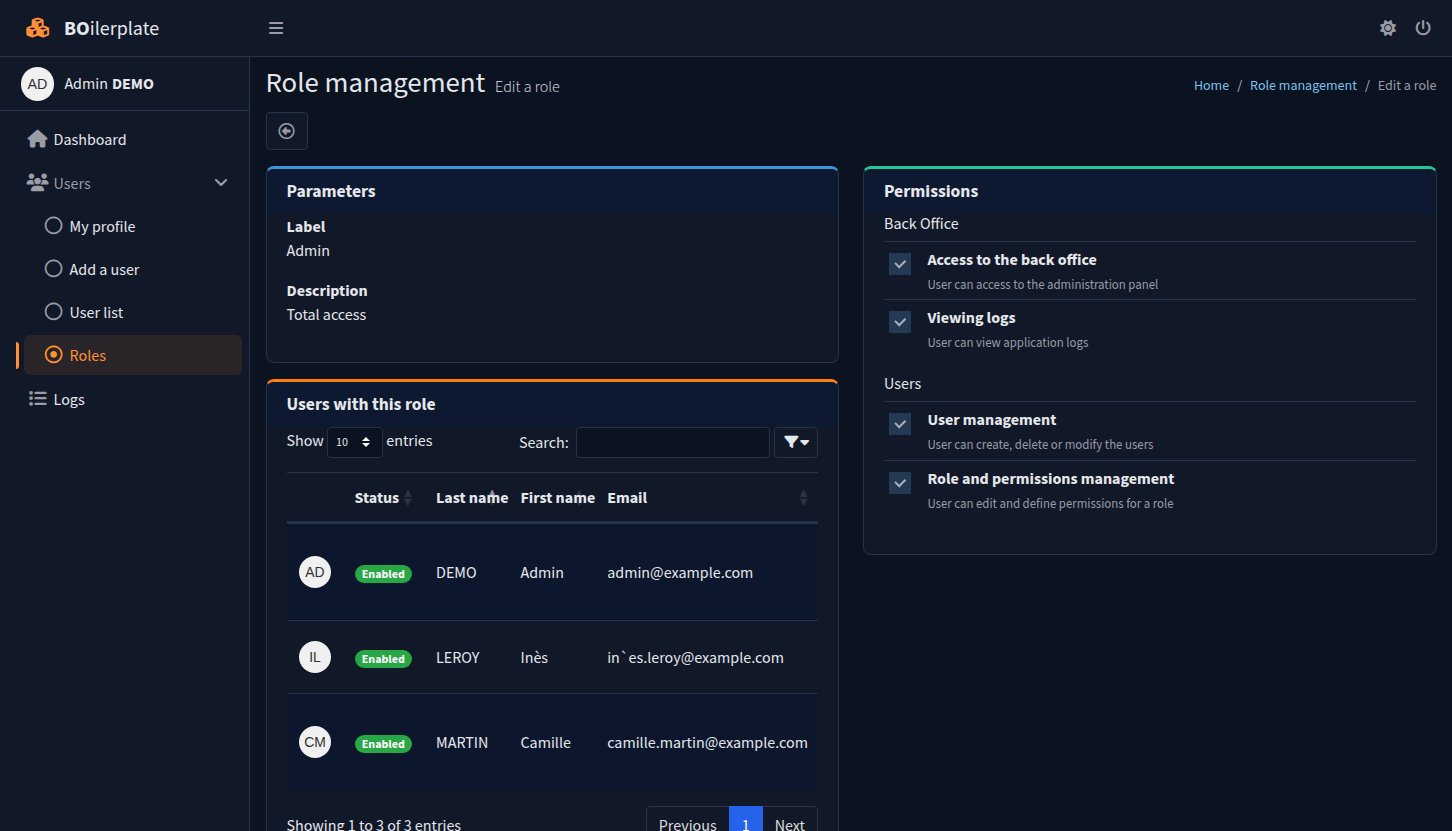 BOilerplate
AD Admin DEMO
Dashboard
Users
My profile
Add a user
User list
Roles
Logs
Role management Edit a role
Home / Role management / Edit a role
Parameters
Label
Admin
Description
Total access
Users with this role
Show 10 entries Search:
Status Last name First name Email
AD Enabled DEMO Admin admin@example.com
IL Enabled LEROY Inès in`es.leroy@example.com
CM Enabled MARTIN Camille camille.martin@example.com
Showing 1 to 3 of 3 entries Previous 1 Next
Permissions
Back Office
Access to the back office
User can access to the administration panel
Viewing logs
User can view application logs
Users
User management
User can create, delete or modify the users
Role and permissions management
User can edit and define permissions for a role